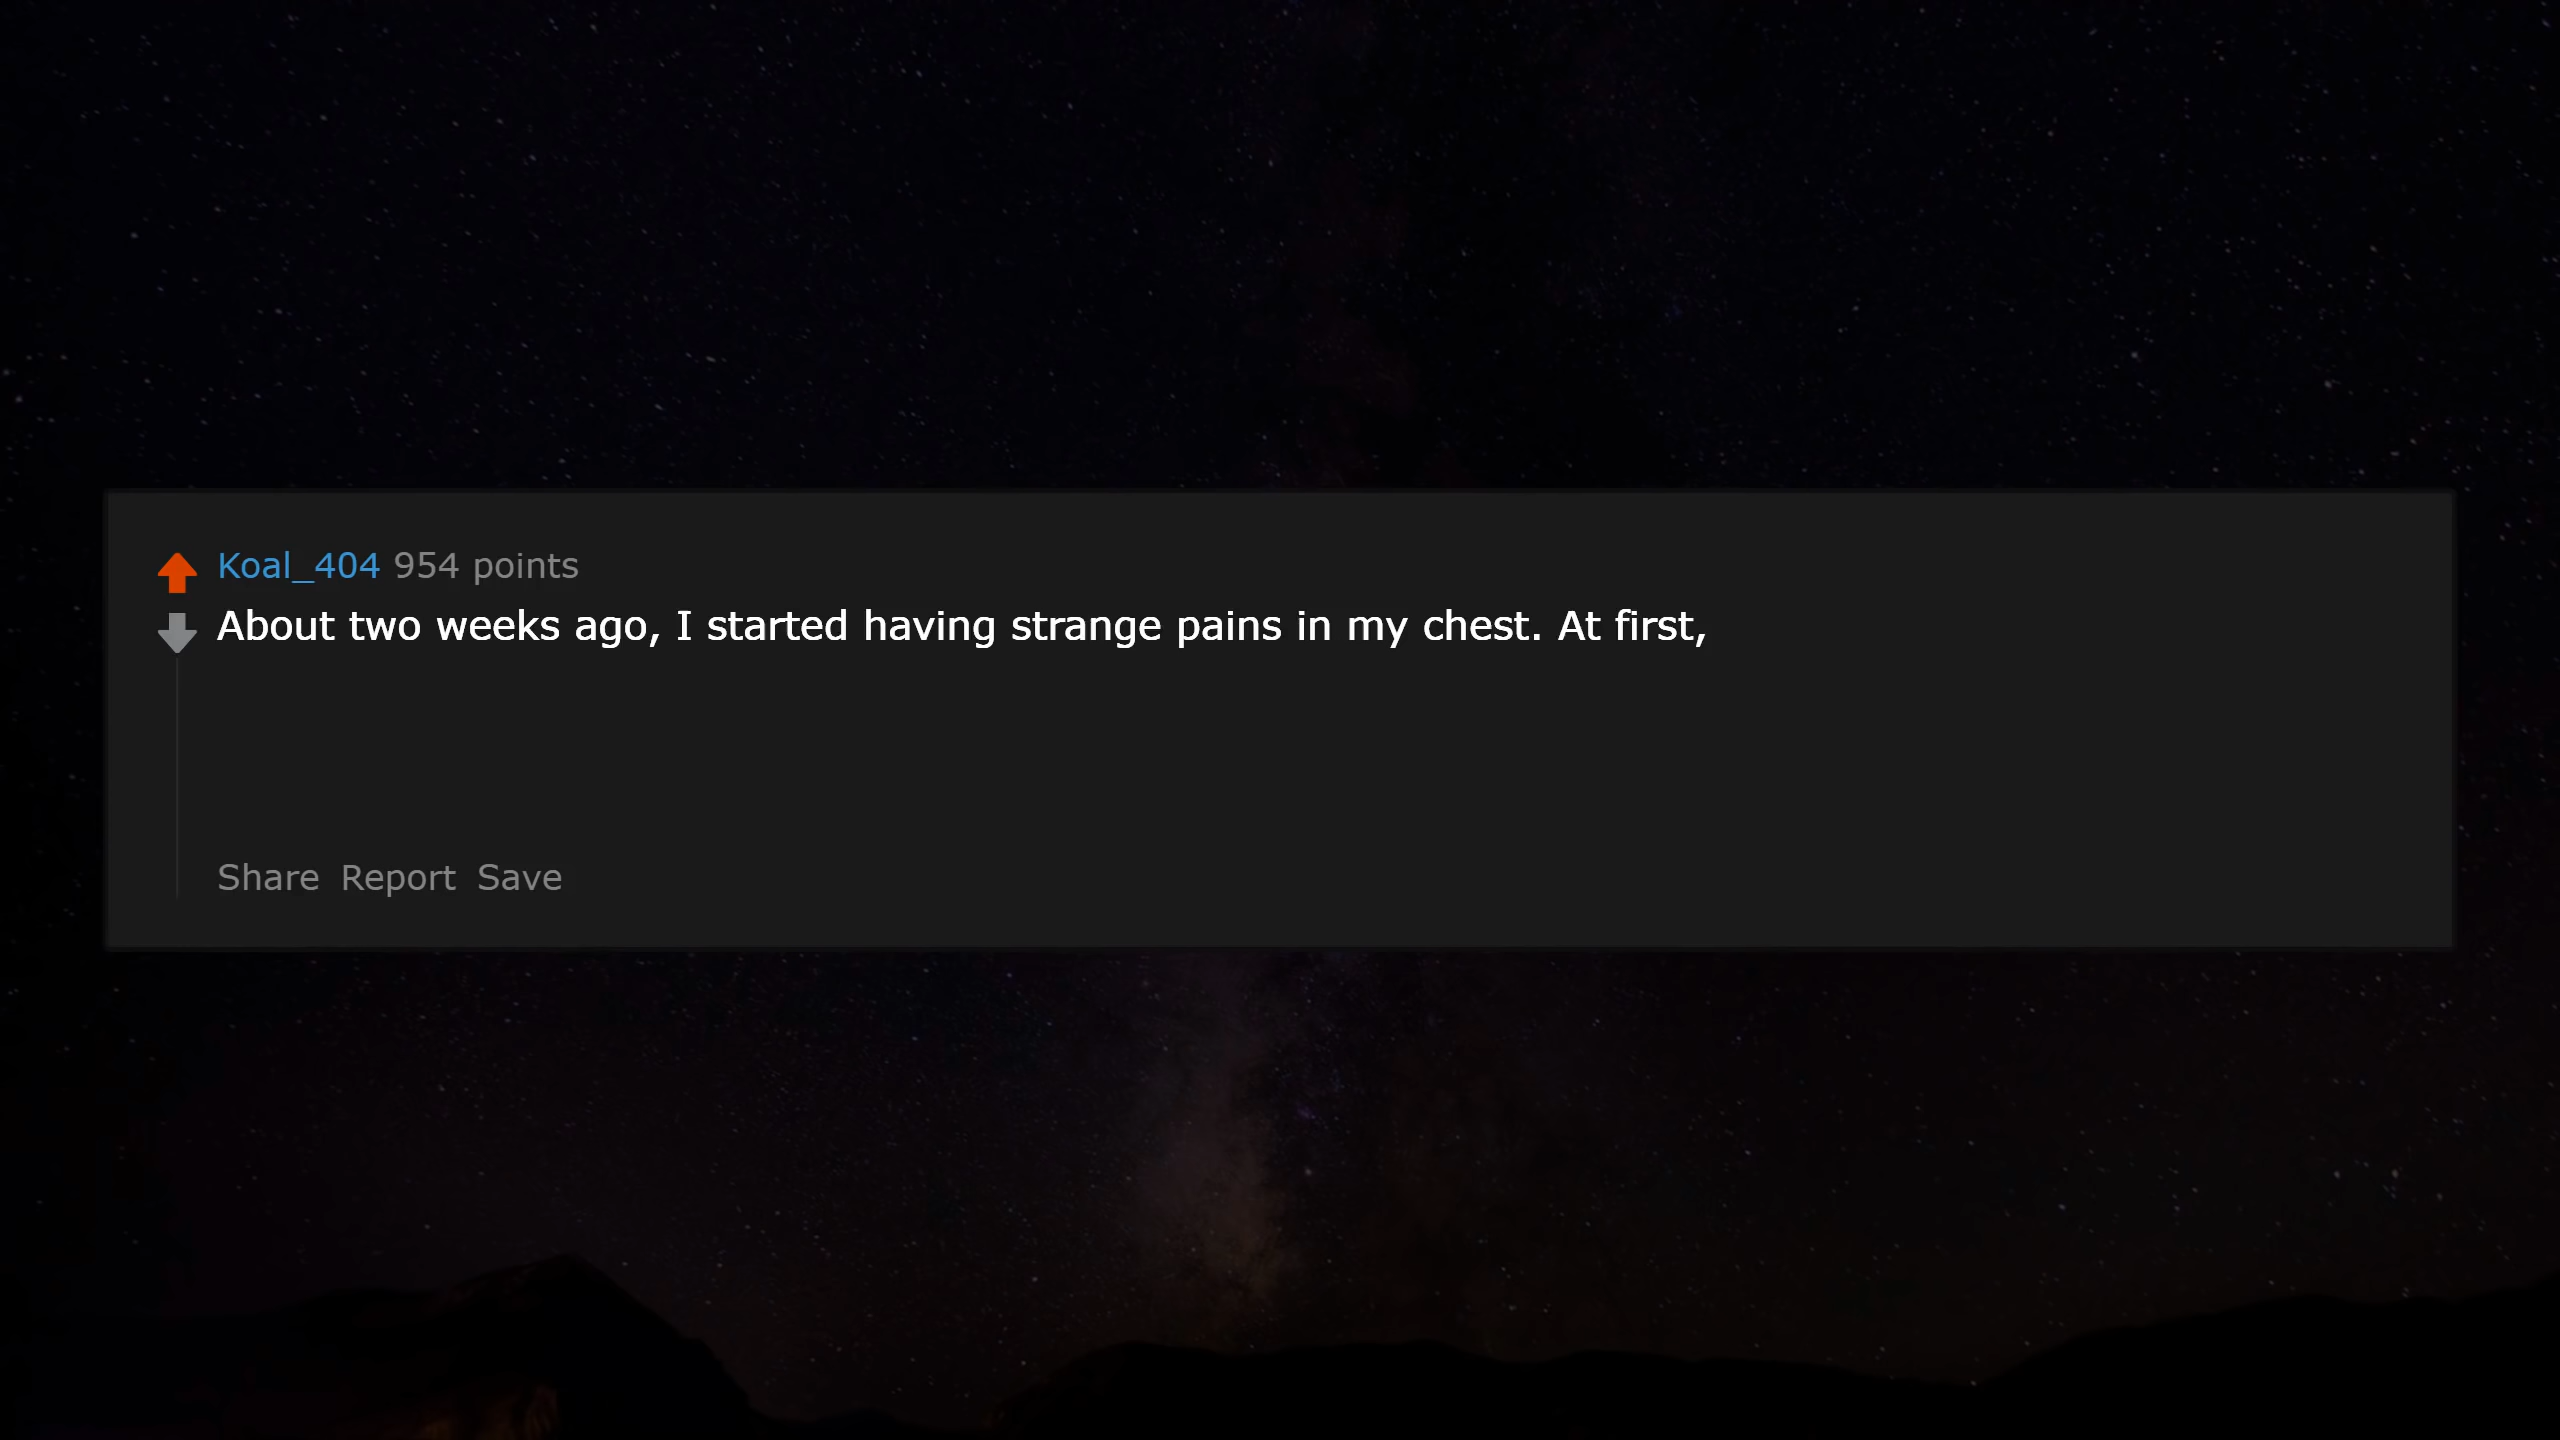 Koal_404 954 points
About two weeks ago, I started having strange pains in my chest. At first,
Share Report Save